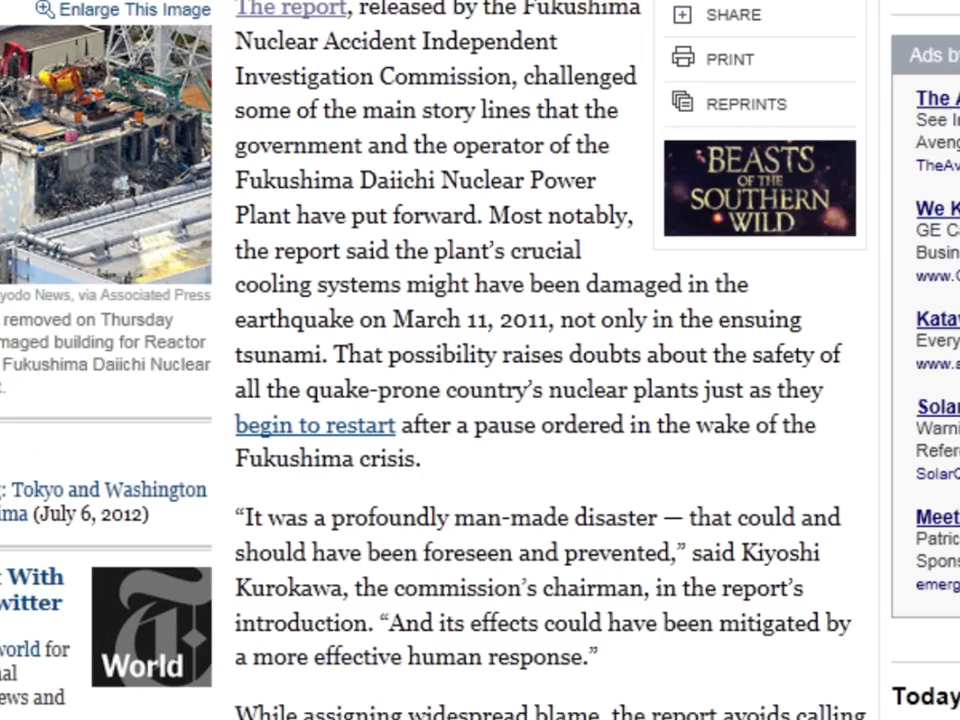 Enlarge This Image
yodo News, via Associated Press
removed on Thursday
maged building for Reactor
Fukushima Daiichi Nuclear
t.
: Tokyo and Washington
ima (July 6, 2012)
t With
witter
world for
al
ews and
World
The report, released by the Fukushima
Nuclear Accident Independent
Investigation Commission, challenged
some of the main story lines that the
government and the operator of the
Fukushima Daiichi Nuclear Power
Plant have put forward. Most notably,
the report said the plant’s crucial
cooling systems might have been damaged in the
earthquake on March 11, 2011, not only in the ensuing
tsunami. That possibility raises doubts about the safety of
all the quake-prone country’s nuclear plants just as they
begin to restart after a pause ordered in the wake of the
Fukushima crisis.
“It was a profoundly man-made disaster — that could and
should have been foreseen and prevented,” said Kiyoshi
Kurokawa, the commission’s chairman, in the report’s
introduction. “And its effects could have been mitigated by
a more effective human response.”
While assigning widespread blame, the report avoids calling
SHARE
PRINT
REPRINTS
BEASTS
OF THE
SOUTHERN
WILD
Ads by
The A
See In
Aveng
TheAv
We K
GE Ca
Busin
www.G
Katay
Every
www.s
Solar
Warni
Refere
SolarC
Meet
Patric
Spons
emerg
Today